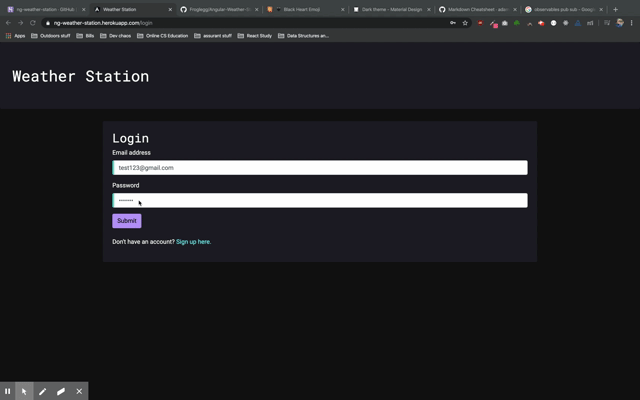 ng-weather-station · GitHub
Weather Station
Froglegg/Angular-Weather-S
Black Heart Emoji
Dark theme - Material Design
Markdown Cheatsheet · ada
observables pub sub - Goog
ng-weather-station.herokuapp.com/login
Apps
Outdoors stuff
Bills
Dev chaos
Online CS Education
assurant stuff
React Study
Data Structures an...
Weather Station
Login
Email address
test123@gmail.com
Password
Submit
Don't have an account? Sign up here.